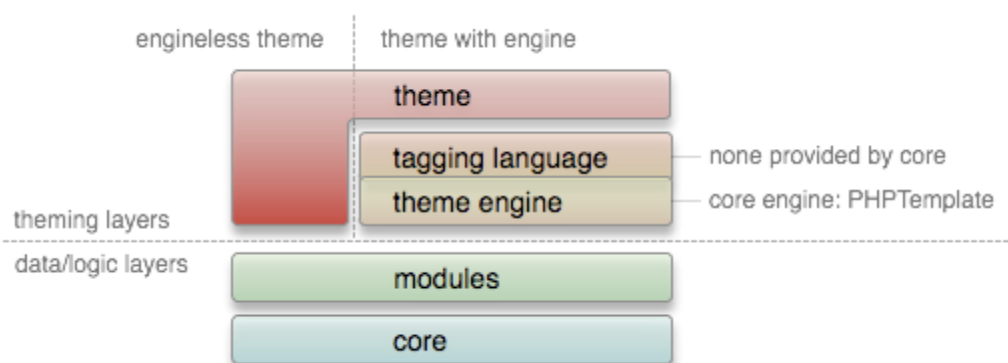 engineless theme
theme with engine
theme
tagging language
none provided by core
theme engine
core engine: PHPTemplate
theming layers
data/logic layers
modules
core